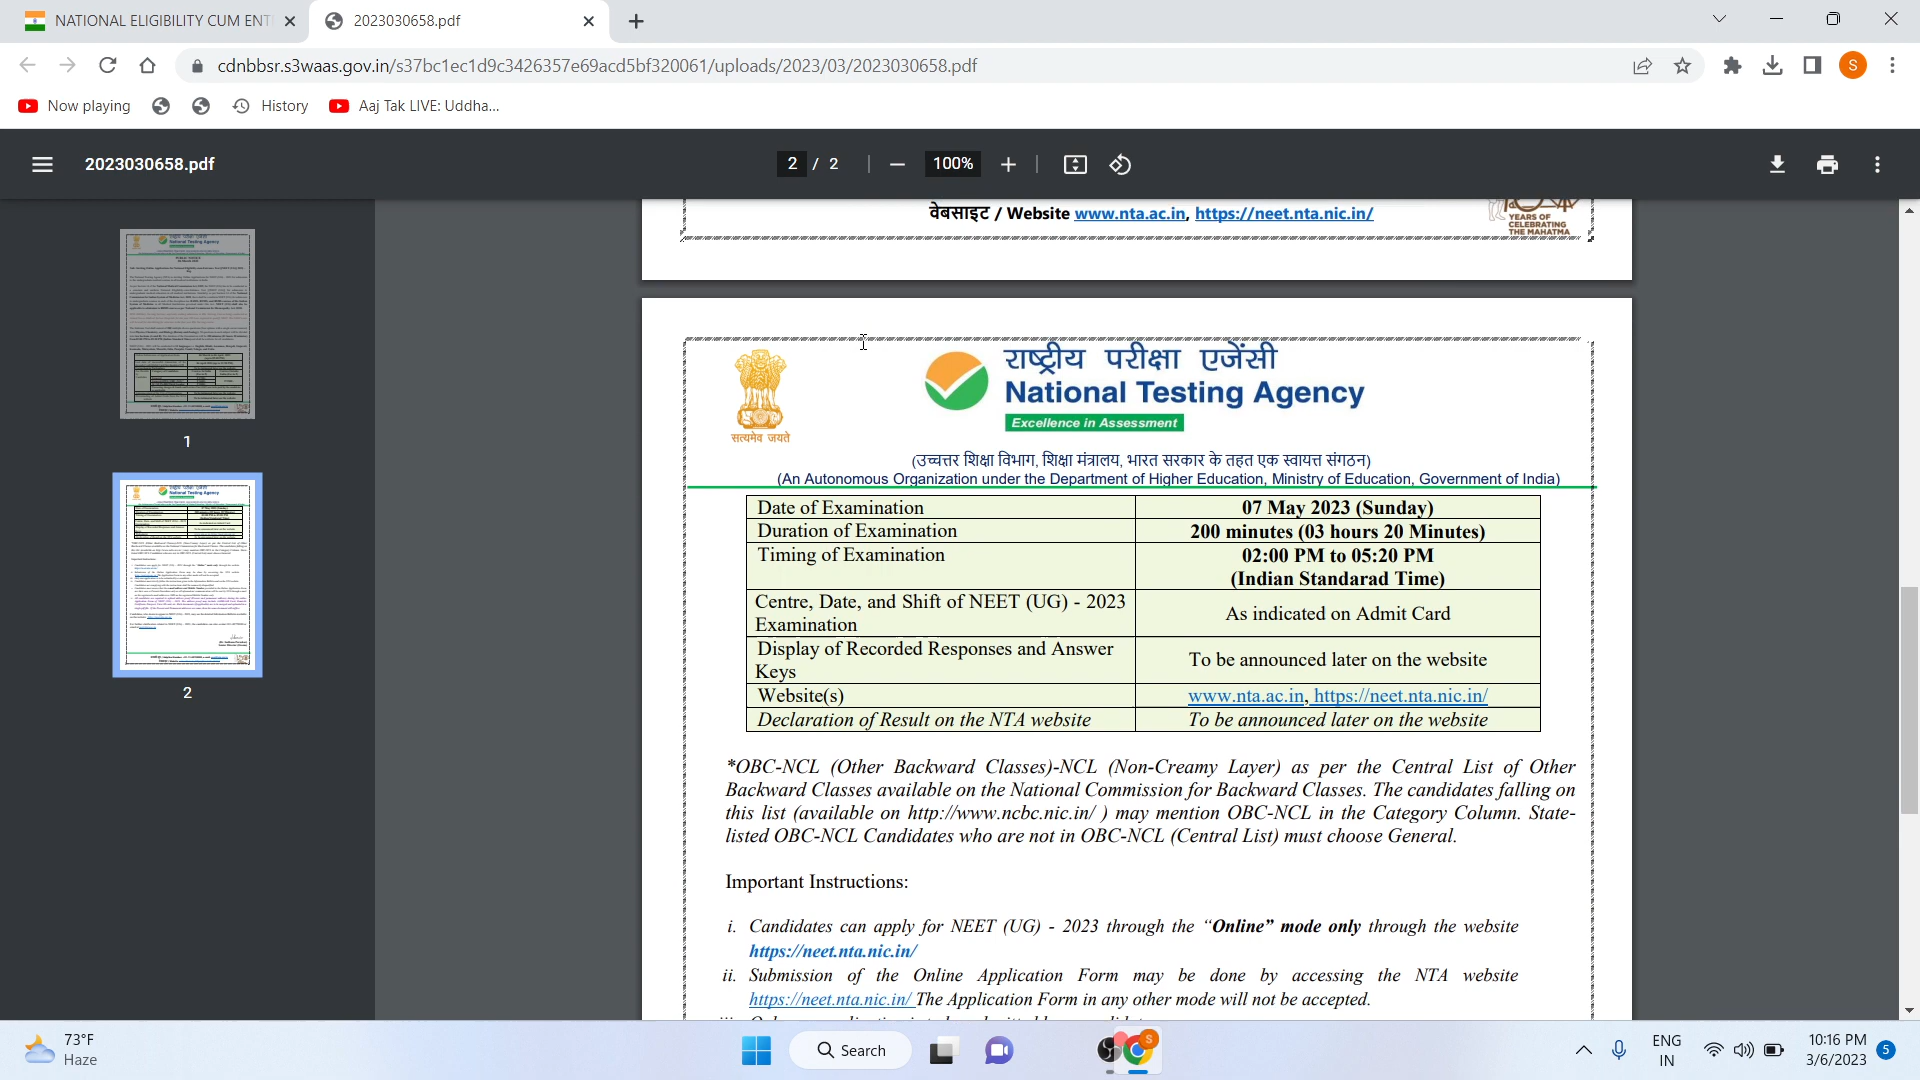 NATIONAL ELIGIBILITY CUM ENT
2023030658.pdf
cdnbbsr.s3waas.gov.in/s37bc1ec1d9c3426357e69acd5bf320061/uploads/2023/03/2023030658.pdf
S
Now playing
History
Aaj Tak LIVE: Uddha...
2023030658.pdf
2 / 2
100%
वेबसाइट / Website www.nta.ac.in, https://neet.nta.nic.in/
YEARS OF
CELEBRATING
THE MAHATMA
राष्ट्रीय परीक्षा एजेंसी
National Testing Agency
Excellence in Assessment
सत्यमेव जयते
(उच्चत्तर शिक्षा विभाग, शिक्षा मंत्रालय, भारत सरकार के तहत एक स्वायत्त संगठन)
(An Autonomous Organization under the Department of Higher Education, Ministry of Education, Government of India)
Date of Examination 07 May 2023 (Sunday)
Duration of Examination 200 minutes (03 hours 20 Minutes)
Timing of Examination 02:00 PM to 05:20 PM
(Indian Standarad Time)
Centre, Date, and Shift of NEET (UG) - 2023
Examination
As indicated on Admit Card
Display of Recorded Responses and Answer
Keys
To be announced later on the website
Website(s) www.nta.ac.in, https://neet.nta.nic.in/
Declaration of Result on the NTA website To be announced later on the website
*OBC-NCL (Other Backward Classes)-NCL (Non-Creamy Layer) as per the Central List of Other
Backward Classes available on the National Commission for Backward Classes. The candidates falling on
this list (available on http://www.ncbc.nic.in/ ) may mention OBC-NCL in the Category Column. State-
listed OBC-NCL Candidates who are not in OBC-NCL (Central List) must choose General.
Important Instructions:
i. Candidates can apply for NEET (UG) - 2023 through the “Online” mode only through the website
https://neet.nta.nic.in/
ii. Submission of the Online Application Form may be done by accessing the NTA website
https://neet.nta.nic.in/ The Application Form in any other mode will not be accepted.
National Testing Agency
1
National Testing Agency
2
73°F
Haze
Search
S
ENG
IN
10:16 PM
3/6/2023
5